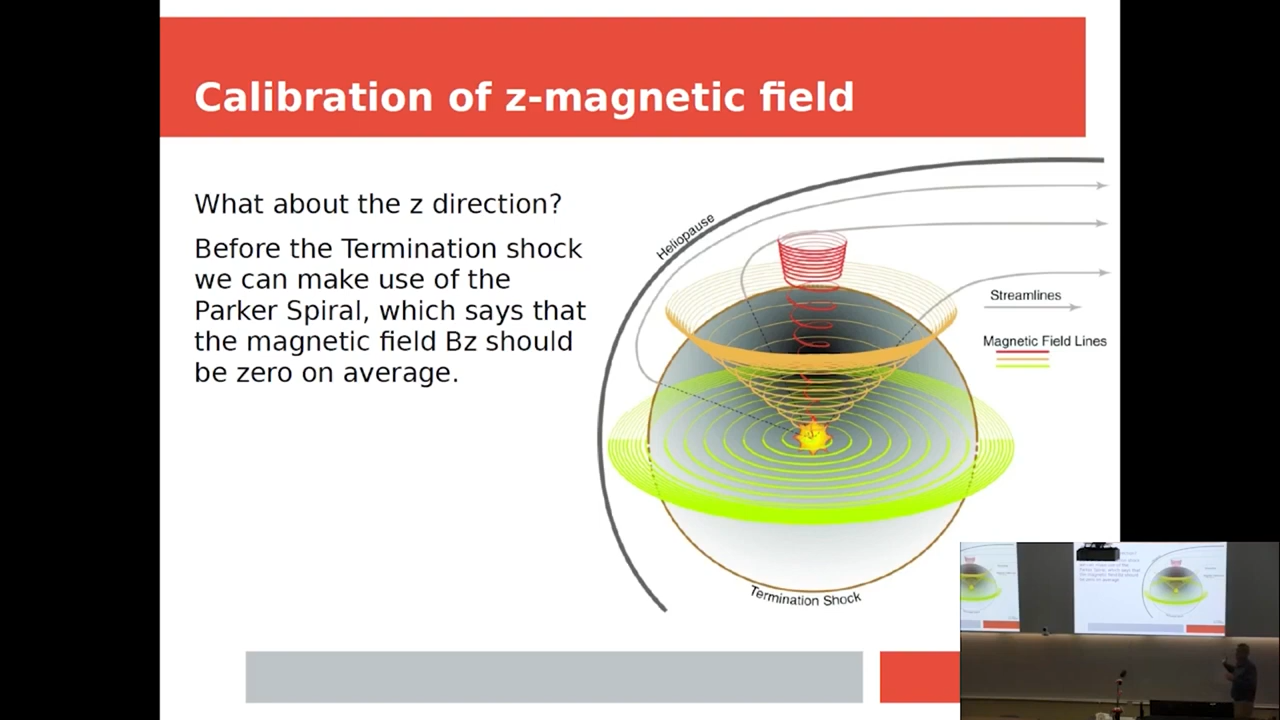 Calibration of z-magnetic field
What about the z direction?
Before the Termination shock
we can make use of the
Parker Spiral, which says that
the magnetic field Bz should
be zero on average.
Heliopause
Streamlines
Magnetic Field Lines
Termination Shock